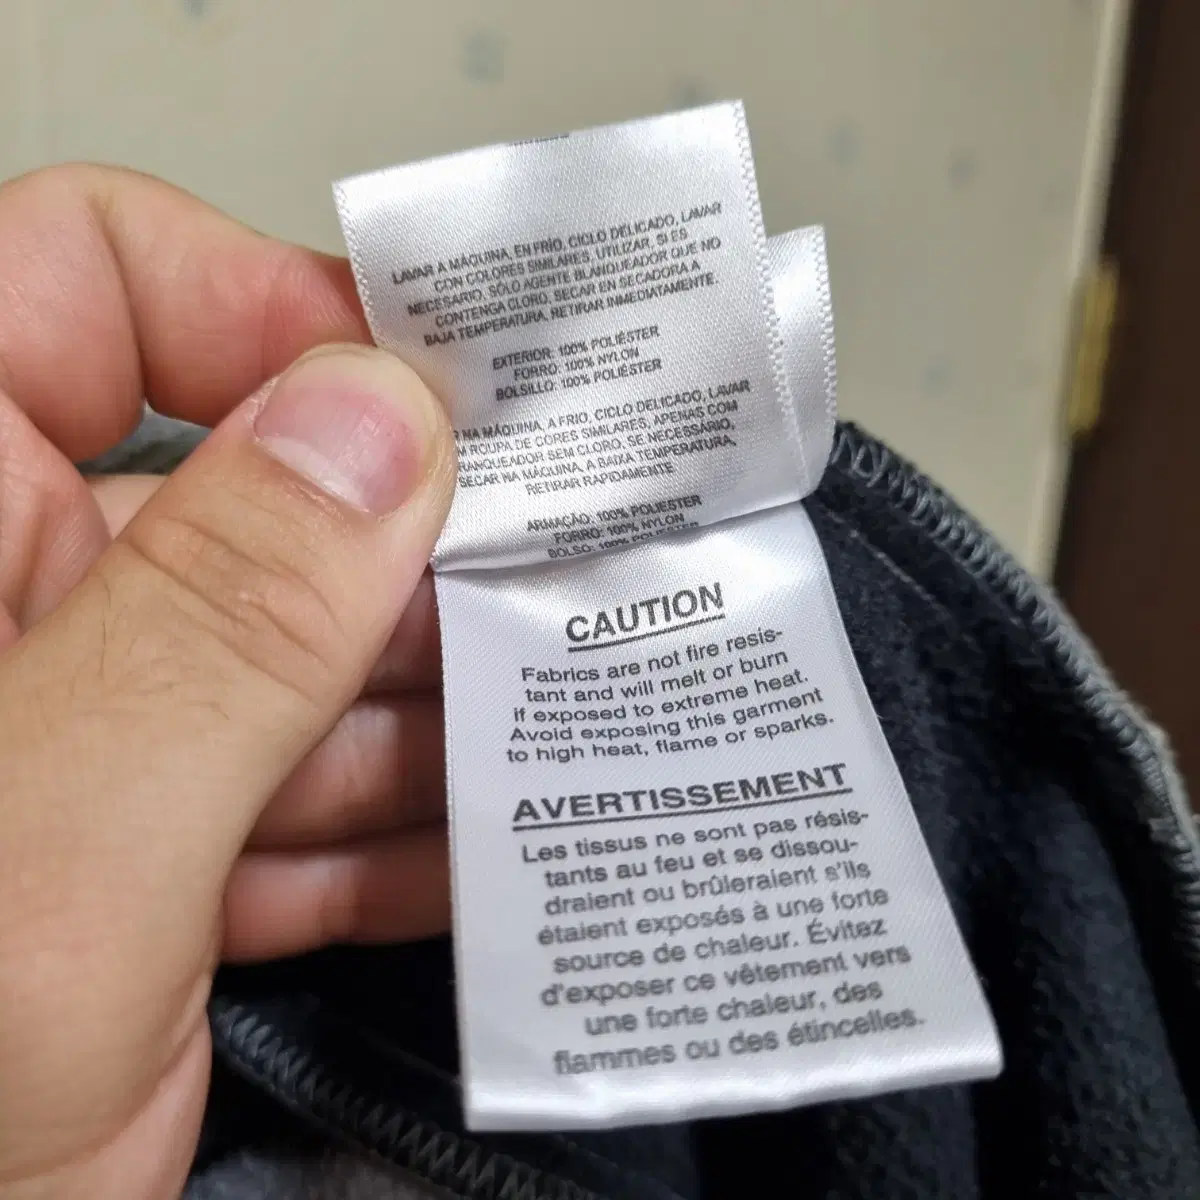 LAVAR A MÁQUINA, EN FRÍO, CICLO DELICADO, LAVAR
CON COLORES SIMILARES, UTILIZAR, SI ES
NECESARIO, SÓLO AGENTE BLANQUEADOR QUE NO
CONTENGA CLORO, SECAR EN SECADORA A
BAJA TEMPERATURA, RETIRAR INMEDIATAMENTE.
EXTERIOR: 100% POLIÉSTER
FORRO: 100% NYLON
BOLSILLO: 100% POLIÉSTER
NA MÁQUINA, A FRIO, CICLO DELICADO, LAVAR
ROUPA DE CORES SIMILARES, APENAS COM
RANQUEADOR SEM CLORO, SE NECESSÁRIO,
SECAR NA MÁQUINA, A BAIXA TEMPERATURA,
RETIRAR RAPIDAMENTE
ARMAÇÃO: 100% POLIESTER
FORRO: 100% NYLON
BOLSO: 100% POLIESTER
CAUTION
Fabrics are not fire resis-
tant and will melt or burn
if exposed to extreme heat.
Avoid exposing this garment
to high heat, flame or sparks.
AVERTISSEMENT
Les tissus ne sont pas résis-
tants au feu et se dissou-
draient ou brûleraient s'ils
étaient exposés à une forte
source de chaleur. Évitez
d'exposer ce vêtement vers
une forte chaleur, des
flammes ou des étincelles.